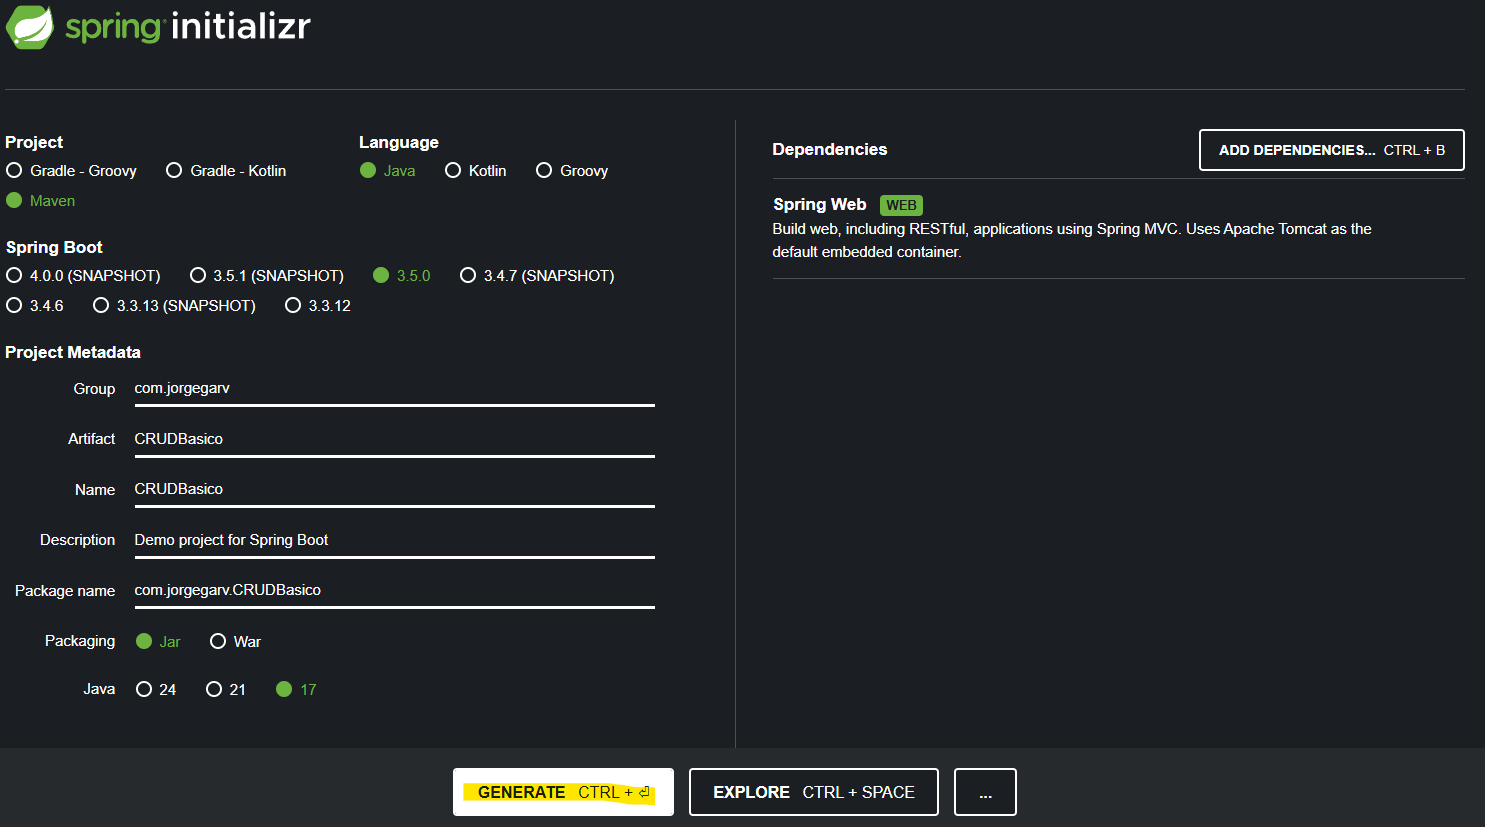 spring initializr
Project
Gradle - Groovy Gradle - Kotlin
Maven
Language
Java Kotlin Groovy
Spring Boot
4.0.0 (SNAPSHOT) 3.5.1 (SNAPSHOT) 3.5.0 3.4.7 (SNAPSHOT)
3.4.6 3.3.13 (SNAPSHOT) 3.3.12
Project Metadata
Group com.jorgegarv
Artifact CRUDBasico
Name CRUDBasico
Description Demo project for Spring Boot
Package name com.jorgegarv.CRUDBasico
Packaging Jar War
Java 24 21 17
Dependencies ADD DEPENDENCIES... CTRL + B
Spring Web WEB
Build web, including RESTful, applications using Spring MVC. Uses Apache Tomcat as the
default embedded container.
GENERATE CTRL + ⏎ EXPLORE CTRL + SPACE ...